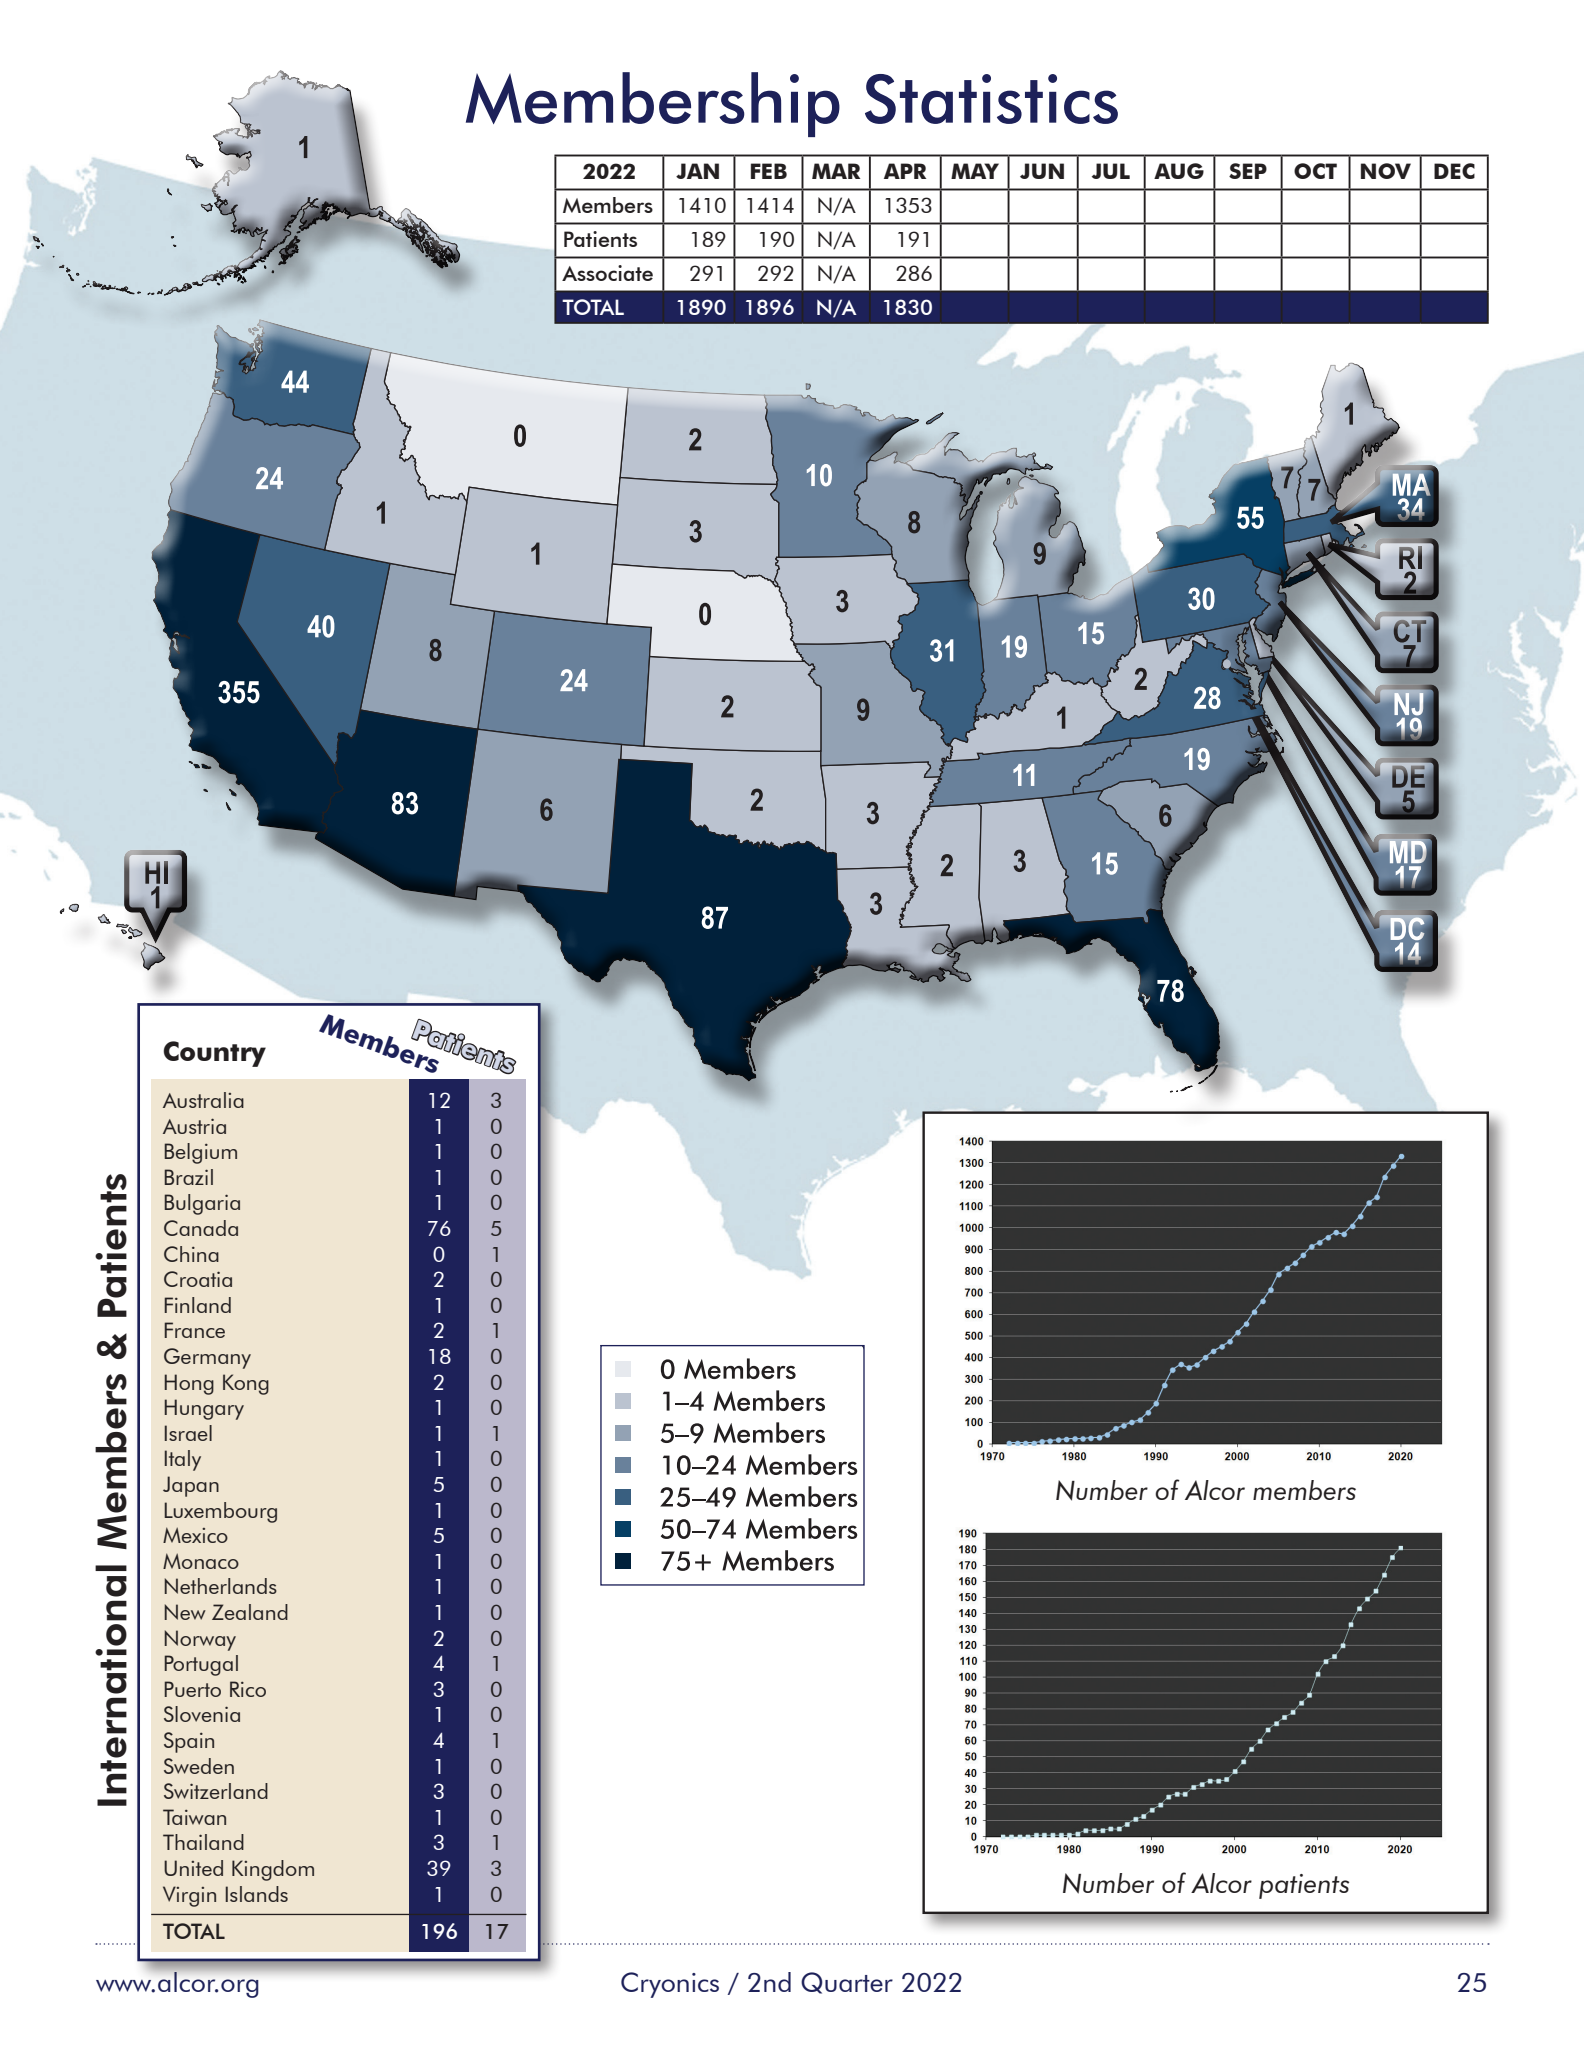 Membership Statistics
2022 JAN FEB MAR APR MAY JUN JUL AUG SEP OCT NOV DEC
Members 1410 1414 N/A 1353
Patients 189 190 N/A 191
Associate 291 292 N/A 286
TOTAL 1890 1896 N/A 1830
1
44
0
2
10
1
24
1
1
3
8
9
55
7
7
MA
34
RI
2
CT
7
NJ
19
DE
5
MD
17
DC
14
40
8
24
0
3
31
19
15
30
355
2
9
1
2
28
83
6
2
3
11
19
87
3
2
3
15
6
78
HI
1
International Members & Patients
Country Members Patients
Australia 12 3
Austria 1 0
Belgium 1 0
Brazil 1 0
Bulgaria 1 0
Canada 76 5
China 0 1
Croatia 2 0
Finland 1 0
France 2 1
Germany 18 0
Hong Kong 2 0
Hungary 1 0
Israel 1 1
Italy 1 0
Japan 5 0
Luxembourg 1 0
Mexico 5 0
Monaco 1 0
Netherlands 1 0
New Zealand 1 0
Norway 2 0
Portugal 4 1
Puerto Rico 3 0
Slovenia 1 0
Spain 4 1
Sweden 1 0
Switzerland 3 0
Taiwan 1 0
Thailand 3 1
United Kingdom 39 3
Virgin Islands 1 0
TOTAL 196 17
0 Members
1–4 Members
5–9 Members
10–24 Members
25–49 Members
50–74 Members
75+ Members
1400
1300
1200
1100
1000
900
800
700
600
500
400
300
200
100
0
1970 1980 1990 2000 2010 2020
Number of Alcor members
190
180
170
160
150
140
130
120
110
100
90
80
70
60
50
40
30
20
10
0
1970 1980 1990 2000 2010 2020
Number of Alcor patients
www.alcor.org Cryonics / 2nd Quarter 2022 25